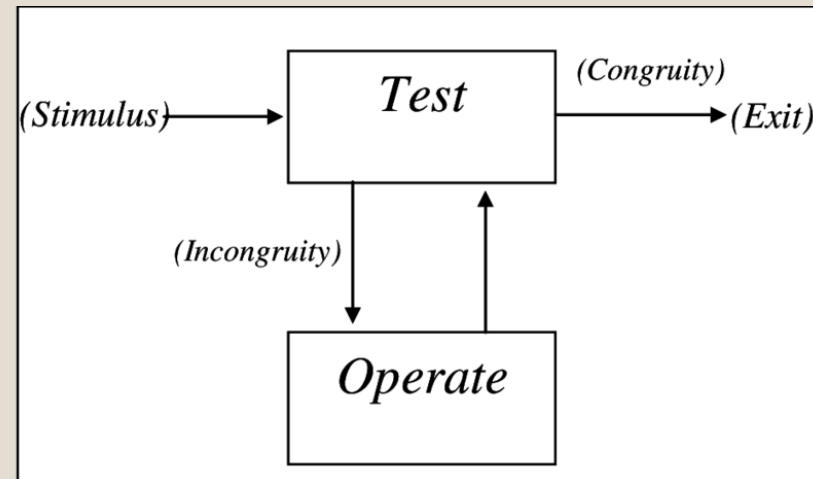 Test
(Congruity)
(Stimulus)
(Exit)
(Incongruity)
Operate